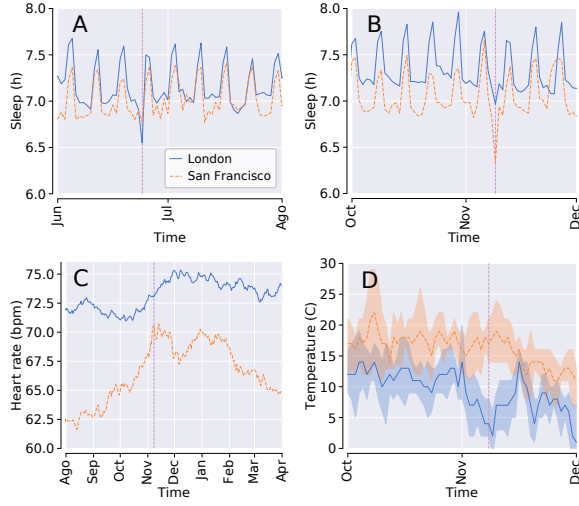 A
Sleep (h)
8.0
7.5
7.0
6.5
6.0
London
San Francisco
Jun
Jul
Ago
Time
B
Sleep (h)
8.0
7.5
7.0
6.5
6.0
Oct
Nov
Dec
Time
C
Heart rate (bpm)
75.0
72.5
70.0
67.5
65.0
62.5
60.0
Ago
Sep
Oct
Nov
Dec
Jan
Feb
Mar
Apr
Time
D
Temperature (C)
30
25
20
15
10
5
0
Oct
Nov
Dec
Time